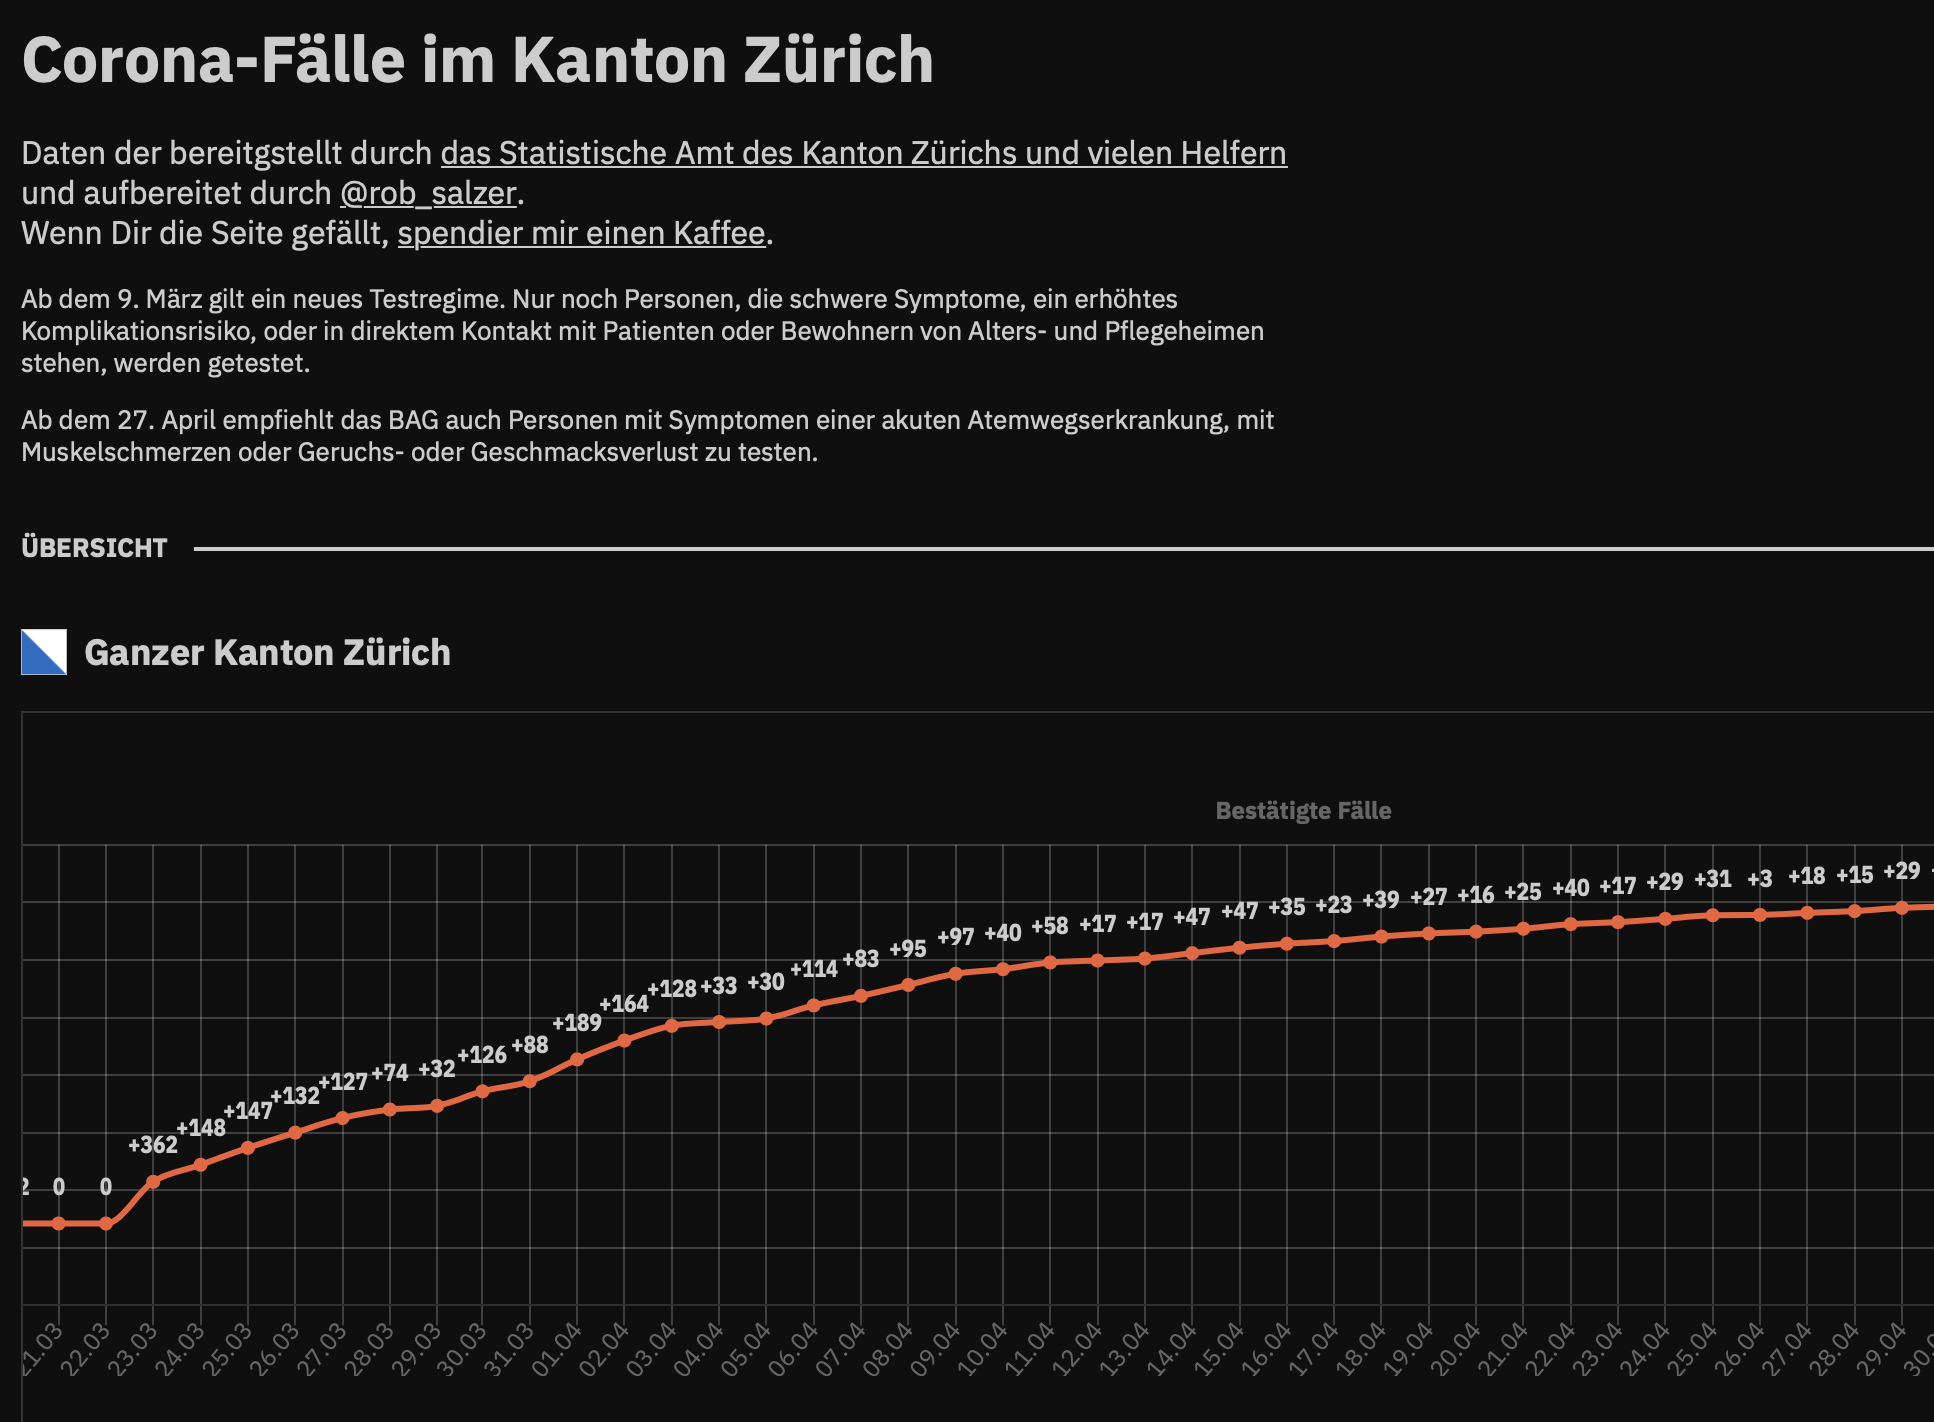 Corona-Fälle im Kanton Zürich
Daten der bereitgstellt durch das Statistische Amt des Kanton Zürichs und vielen Helfern
und aufbereitet durch @rob_salzer.
Wenn Dir die Seite gefällt, spendier mir einen Kaffee.
Ab dem 9. März gilt ein neues Testregime. Nur noch Personen, die schwere Symptome, ein erhöhtes
Komplikationsrisiko, oder in direktem Kontakt mit Patienten oder Bewohnern von Alters- und Pflegeheimen
stehen, werden getestet.
Ab dem 27. April empfiehlt das BAG auch Personen mit Symptomen einer akuten Atemwegserkrankung, mit
Muskelschmerzen oder Geruchs- oder Geschmacksverlust zu testen.
ÜBERSICHT
Ganzer Kanton Zürich
Bestätigte Fälle
0 0 +362 +148 +147 +132 +127 +74 +32 +126 +88 +189 +164 +128 +33 +30 +114 +83 +95 +97 +40 +58 +17 +17 +47 +47 +35 +23 +39 +27 +16 +25 +40 +17 +29 +31 +3 +18 +15 +29
21.03 22.03 23.03 24.03 25.03 26.03 27.03 28.03 29.03 30.03 31.03 01.04 02.04 03.04 04.04 05.04 06.04 07.04 08.04 09.04 10.04 11.04 12.04 13.04 14.04 15.04 16.04 17.04 18.04 19.04 20.04 21.04 22.04 23.04 24.04 25.04 26.04 27.04 28.04 29.04